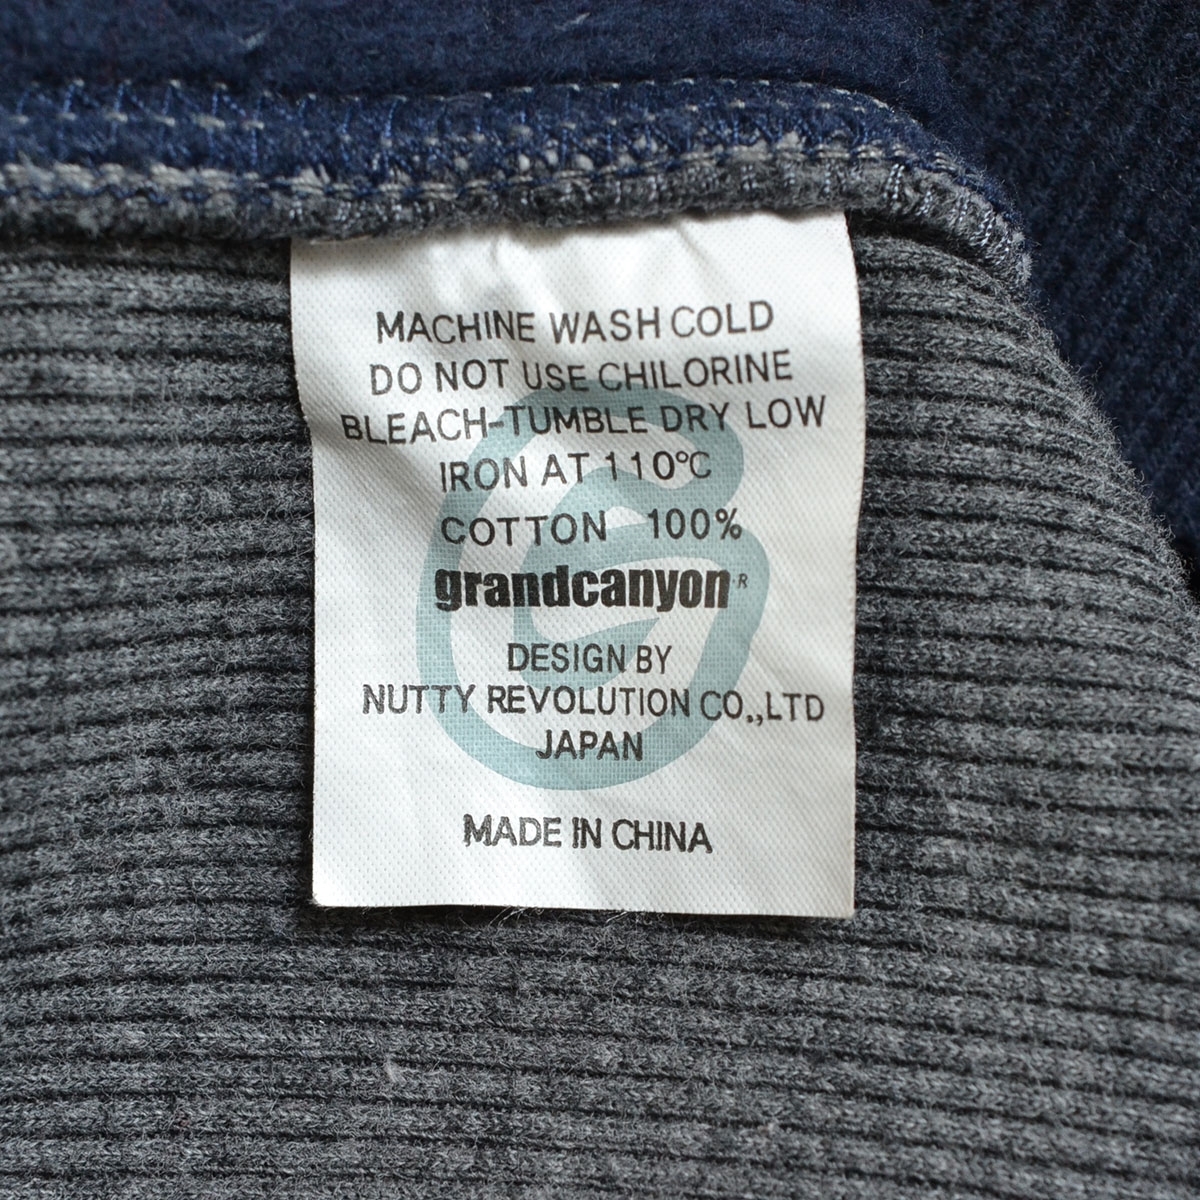 MACHINE WASH COLD
DO NOT USE CHILORINE
BLEACH-TUMBLE DRY LOW
IRON AT 110℃
COTTON 100%
grandcanyon R
DESIGN BY
NUTTY REVOLUTION CO.,,LTD
JAPAN
MADE IN CHINA